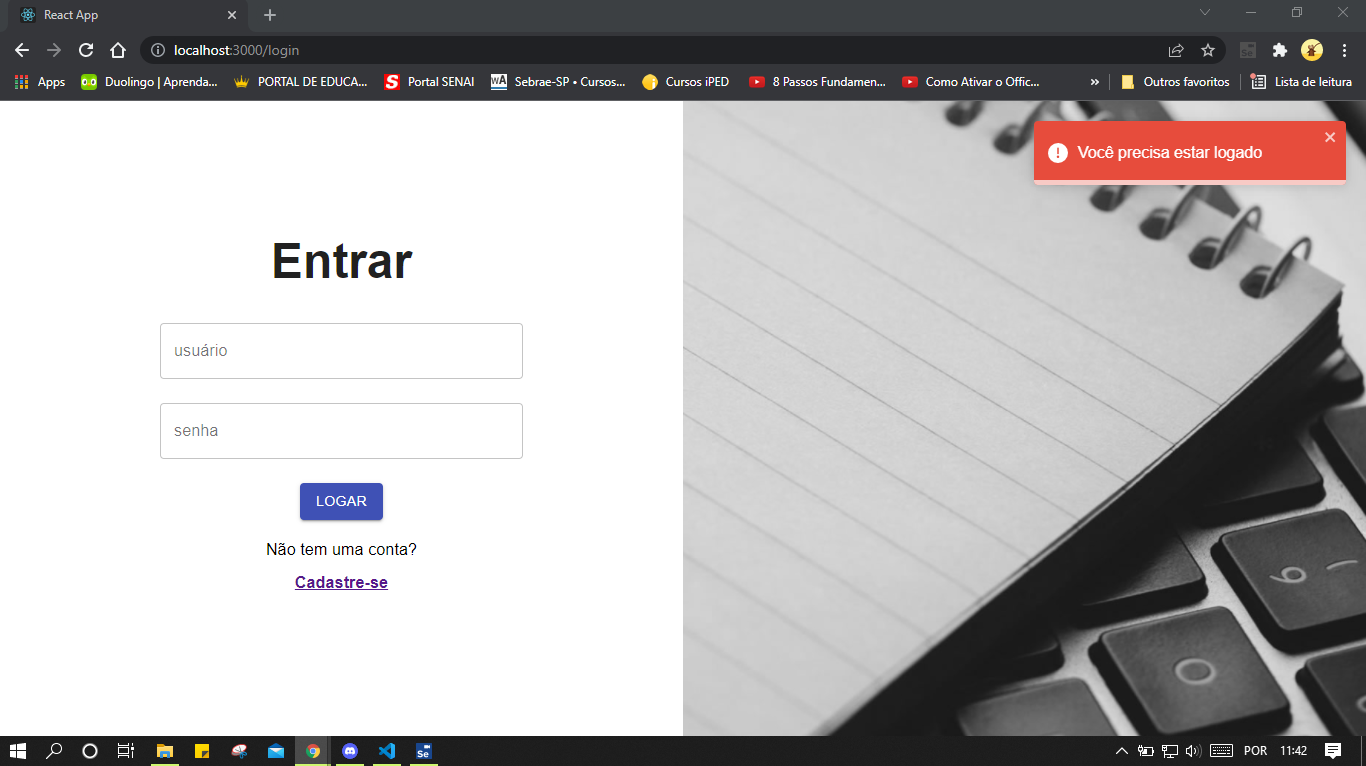 React App
localhost:3000/login
Apps
Duolingo | Aprenda...
PORTAL DE EDUCA...
Portal SENAI
Sebrae-SP • Cursos...
Cursos iPED
8 Passos Fundamen...
Como Ativar o Offic...
»
Outros favoritos
Lista de leitura
Você precisa estar logado
Entrar
usuário
senha
LOGAR
Não tem uma conta?
Cadastre-se
POR
11:42